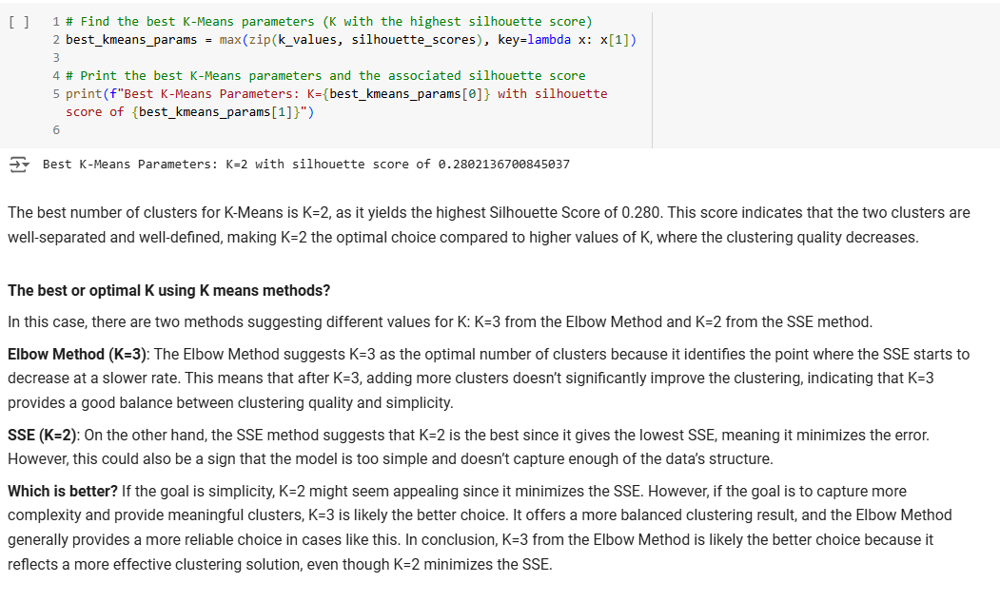 [ ] 1 # Find the best K-Means parameters (K with the highest silhouette score)
2 best_kmeans_params = max(zip(k_values, silhouette_scores), key=lambda x: x[1])
3
4 # Print the best K-Means parameters and the associated silhouette score
5 print(f"Best K-Means Parameters: K={best_kmeans_params[0]} with silhouette
score of {best_kmeans_params[1]}")
6
Best K-Means Parameters: K=2 with silhouette score of 0.2802136700845037
The best number of clusters for K-Means is K=2, as it yields the highest Silhouette Score of 0.280. This score indicates that the two clusters are
well-separated and well-defined, making K=2 the optimal choice compared to higher values of K, where the clustering quality decreases.
The best or optimal K using K means methods?
In this case, there are two methods suggesting different values for K: K=3 from the Elbow Method and K=2 from the SSE method.
Elbow Method (K=3): The Elbow Method suggests K=3 as the optimal number of clusters because it identifies the point where the SSE starts to
decrease at a slower rate. This means that after K=3, adding more clusters doesn't significantly improve the clustering, indicating that K=3
provides a good balance between clustering quality and simplicity.
SSE (K=2): On the other hand, the SSE method suggests that K=2 is the best since it gives the lowest SSE, meaning it minimizes the error.
However, this could also be a sign that the model is too simple and doesn't capture enough of the data's structure.
Which is better? If the goal is simplicity, K=2 might seem appealing since it minimizes the SSE. However, if the goal is to capture more
complexity and provide meaningful clusters, K=3 is likely the better choice. It offers a more balanced clustering result, and the Elbow Method
generally provides a more reliable choice in cases like this. In conclusion, K=3 from the Elbow Method is likely the better choice because it
reflects a more effective clustering solution, even though K=2 minimizes the SSE.